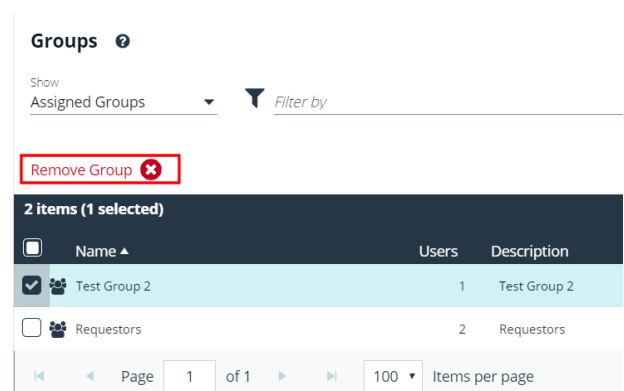 Groups
Show
Assigned Groups
Filter by
Remove Group
2 items (1 selected)
Name Users Description
Test Group 2 1 Test Group 2
Requestors 2 Requestors
Page 1 of 1 100 Items per page